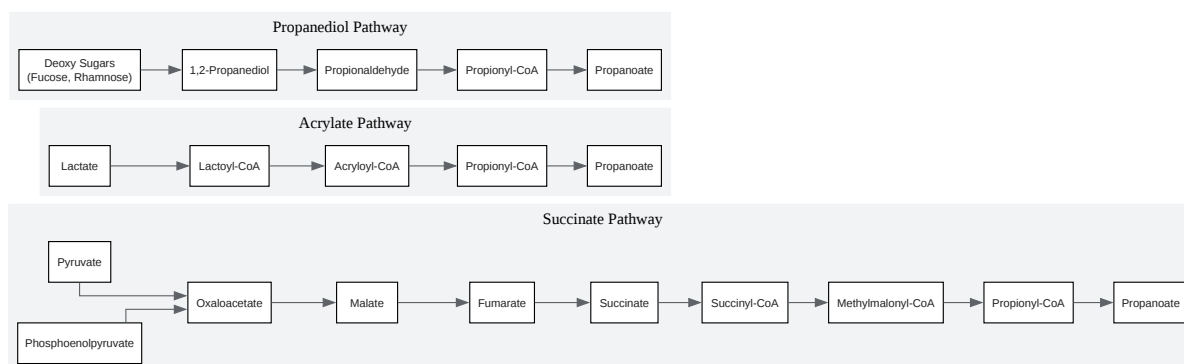 Propanediol Pathway
Deoxy Sugars
(Fucose, Rhamnose)
1,2-Propanediol
Propionaldehyde
Propionyl-CoA
Propanoate
Acrylate Pathway
Lactate
Lactoyl-CoA
Acryloyl-CoA
Propionyl-CoA
Propanoate
Succinate Pathway
Pyruvate
Phosphoenolpyruvate
Oxaloacetate
Malate
Fumarate
Succinate
Succinyl-CoA
Methylmalonyl-CoA
Propionyl-CoA
Propanoate